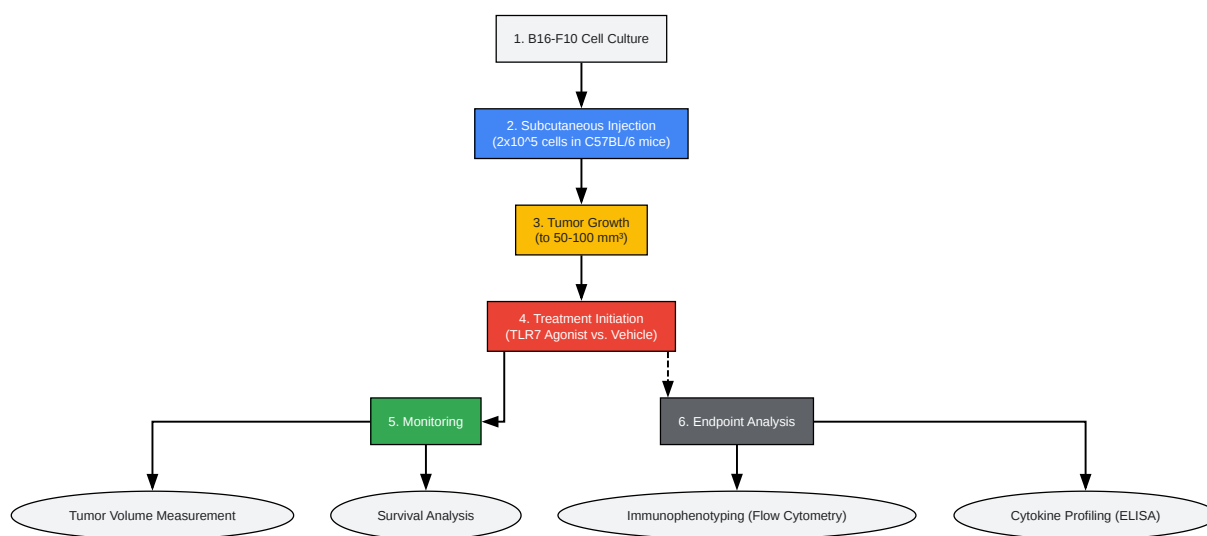 1. B16-F10 Cell Culture
2. Subcutaneous Injection
(2x10^5 cells in C57BL/6 mice)
3. Tumor Growth
(to 50-100 mm³)
4. Treatment Initiation
(TLR7 Agonist vs. Vehicle)
5. Monitoring
6. Endpoint Analysis
Tumor Volume Measurement
Survival Analysis
Immunophenotyping (Flow Cytometry)
Cytokine Profiling (ELISA)